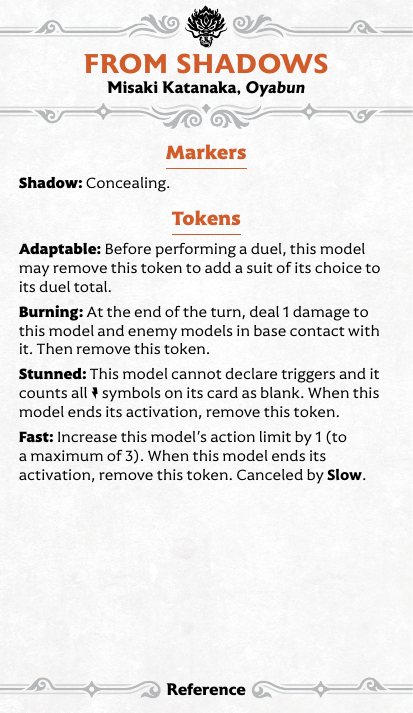 FROM SHADOWS
Misaki Katanaka, Oyabun
Markers
Shadow: Concealing.
Tokens
Adaptable: Before performing a duel, this model
may remove this token to add a suit of its choice to
its duel total.
Burning: At the end of the turn, deal 1 damage to
this model and enemy models in base contact with
it. Then remove this token.
Stunned: This model cannot declare triggers and it
counts all symbols on its card as blank. When this
model ends its activation, remove this token.
Fast: Increase this model’s action limit by 1 (to
a maximum of 3). When this model ends its
activation, remove this token. Canceled by Slow.
Reference